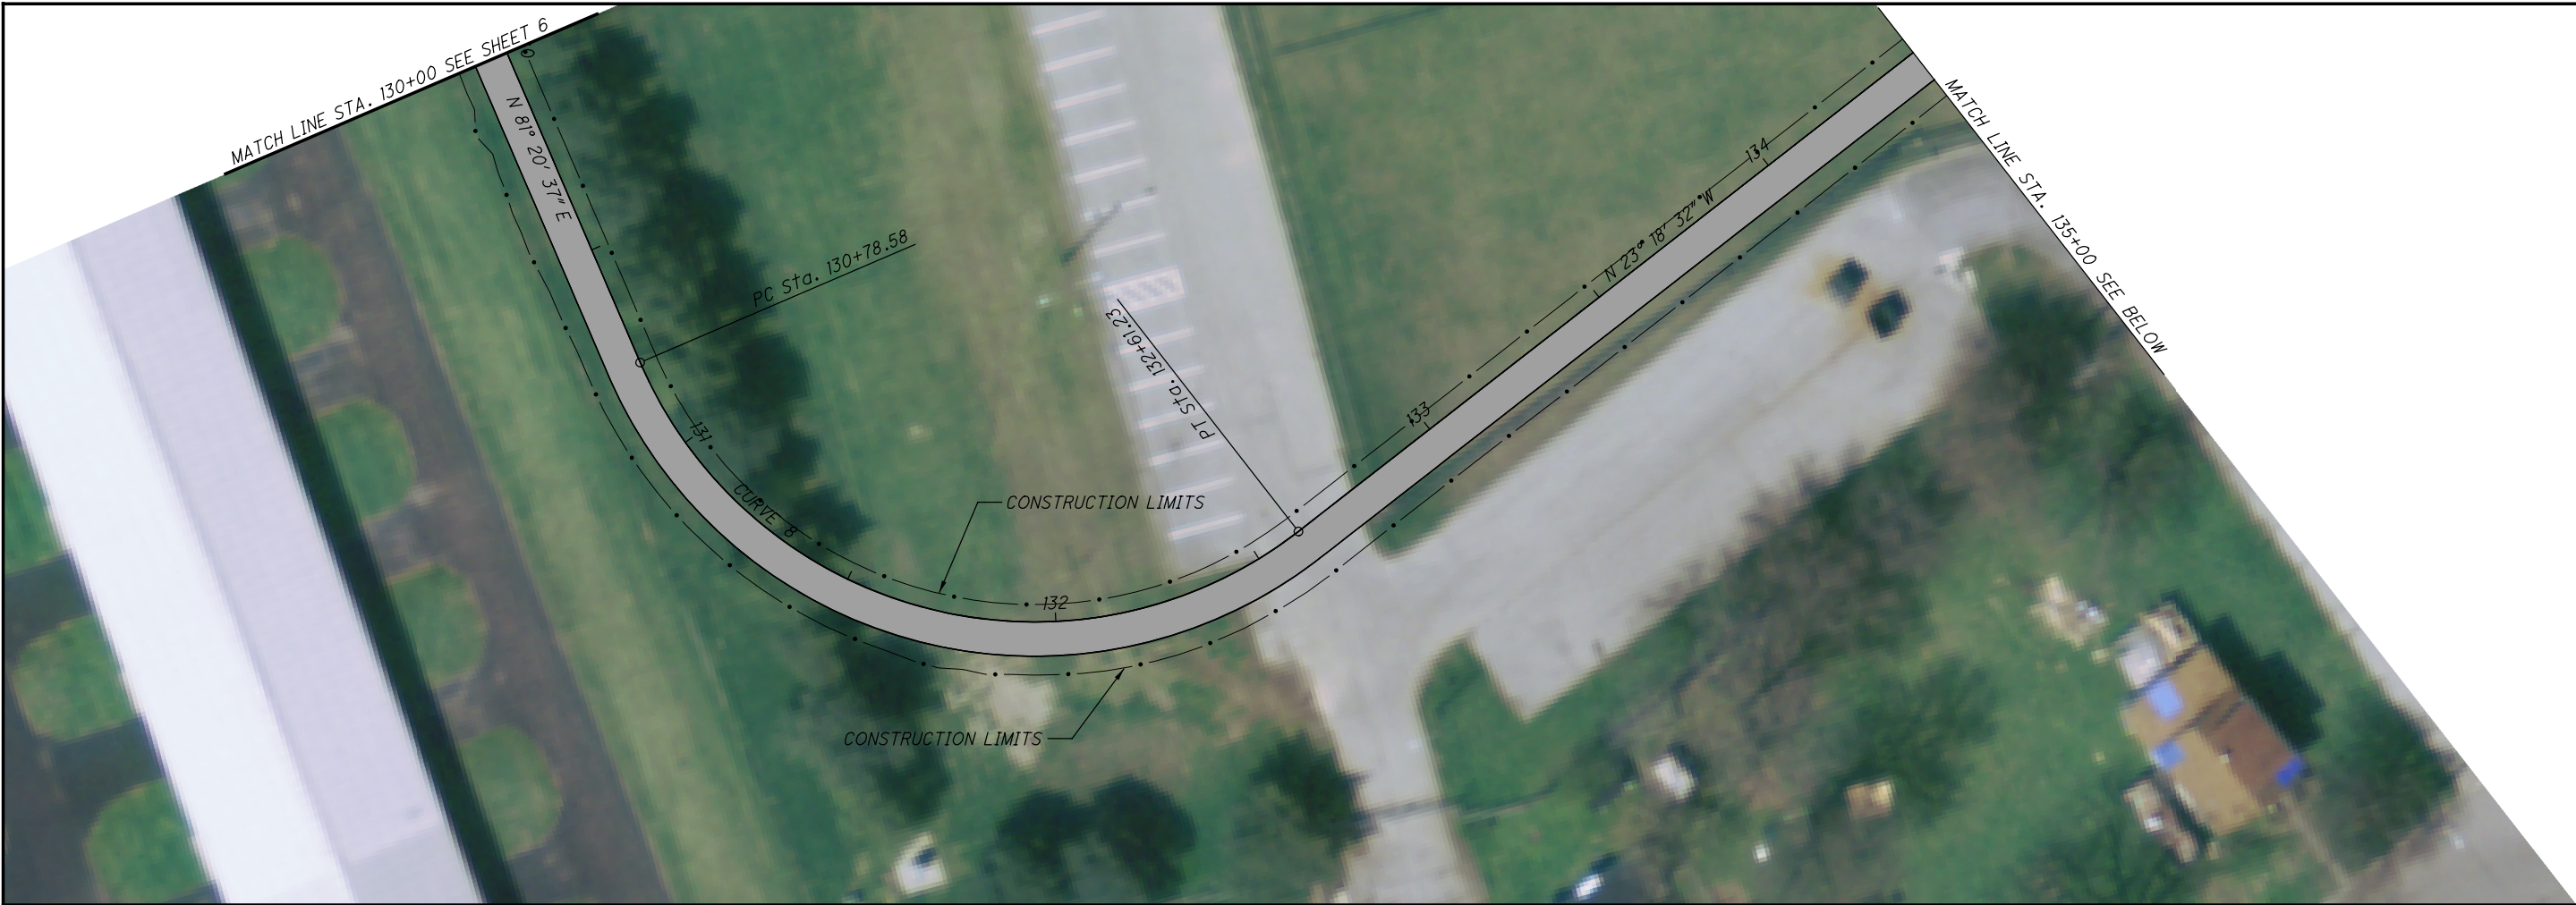 MATCH LINE STA. 130+00 SEE SHEET 6
N 81° 20' 37" E
PC Sta. 130+78.58
131
CURVE 8
CONSTRUCTION LIMITS
132
CONSTRUCTION LIMITS
PT Sta. 132+61.23
133
N 23° 18' 32" W
134
MATCH LINE STA. 135+00 SEE BELOW